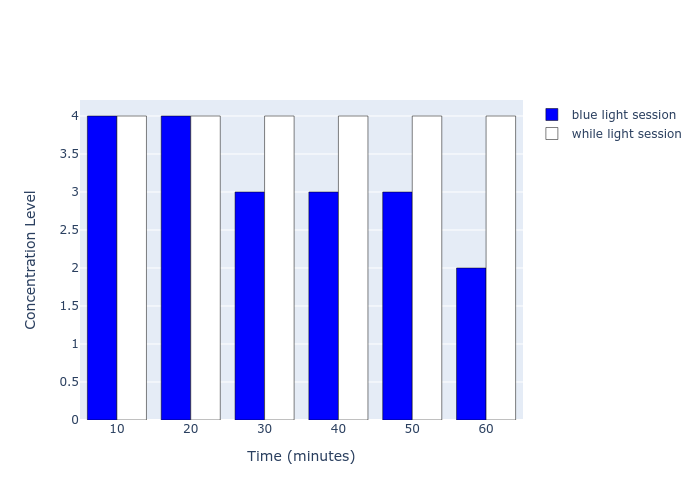 blue light session
while light session
4
3.5
3
2.5
2
1.5
1
0.5
0
Concentration Level
10 20 30 40 50 60
Time (minutes)